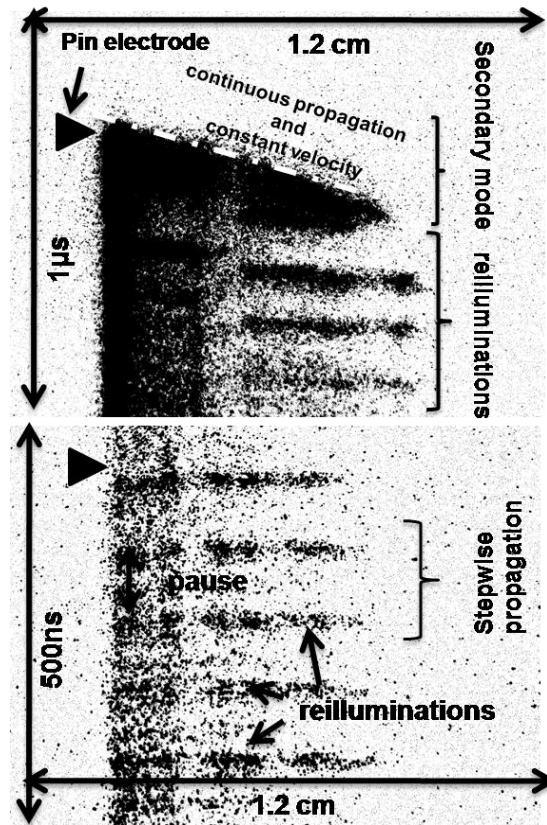 Pin electrode
1.2 cm
continuous propagation
and
constant velocity
Secondary mode
reilluminations
1µs
500ns
pause
Stepwise
propagation
reilluminations
1.2 cm